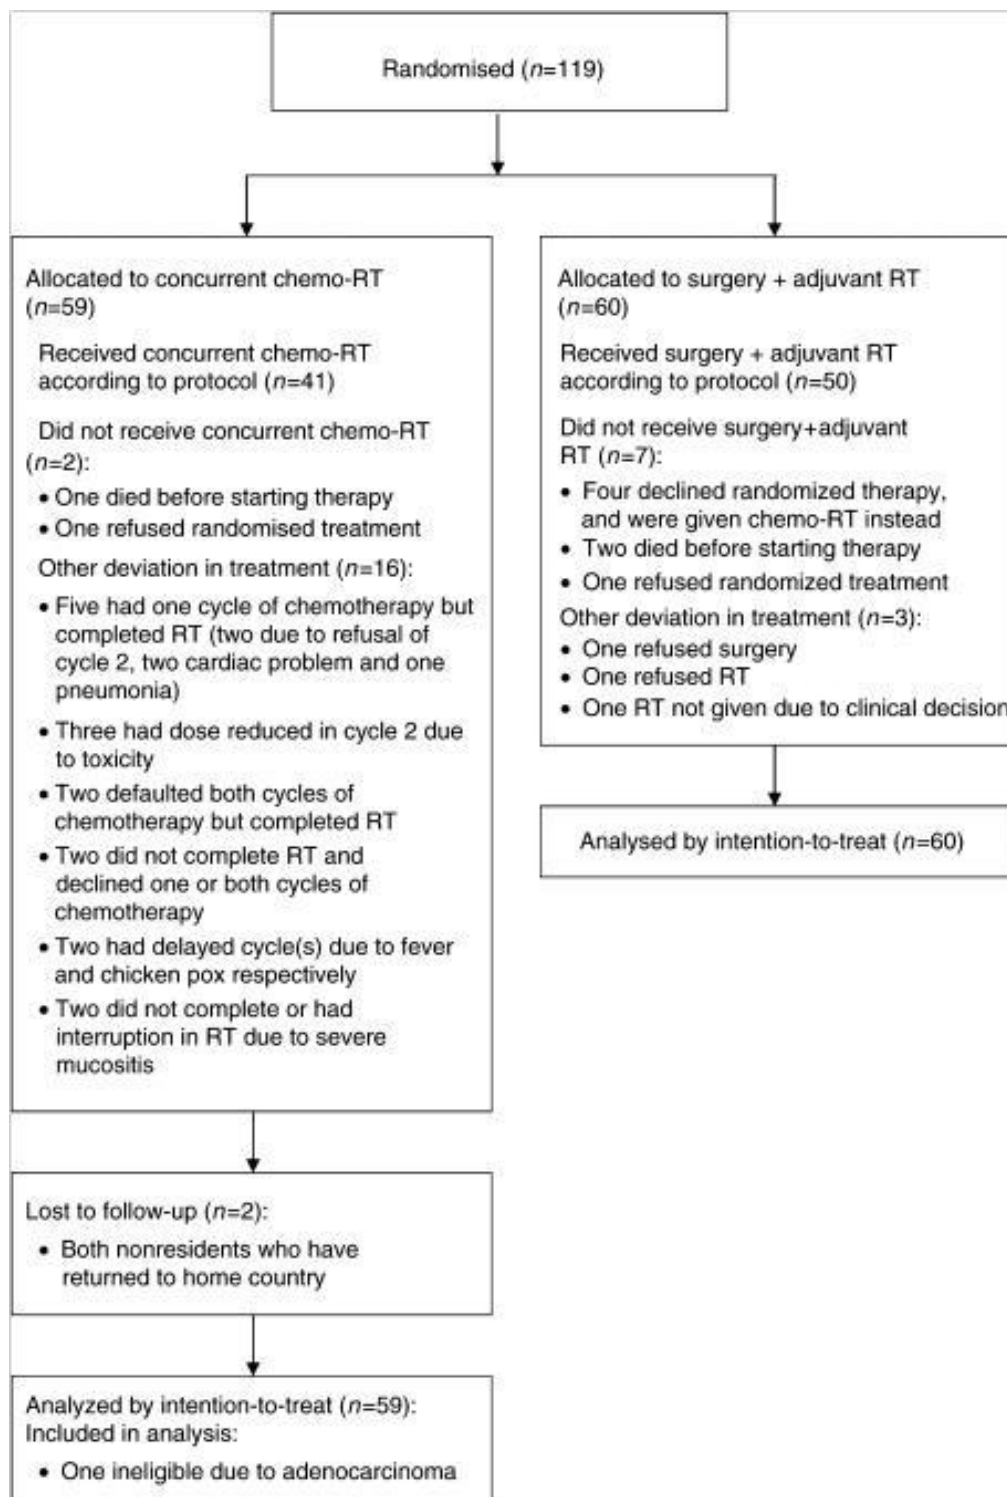 Randomised (n=119)
Allocated to concurrent chemo-RT
(n=59)
Received concurrent chemo-RT
according to protocol (n=41)
Did not receive concurrent chemo-RT
(n=2):
• One died before starting therapy
• One refused randomised treatment
Other deviation in treatment (n=16):
• Five had one cycle of chemotherapy but
completed RT (two due to refusal of
cycle 2, two cardiac problem and one
pneumonia)
• Three had dose reduced in cycle 2 due
to toxicity
• Two defaulted both cycles of
chemotherapy but completed RT
• Two did not complete RT and
declined one or both cycles of
chemotherapy
• Two had delayed cycle(s) due to fever
and chicken pox respectively
• Two did not complete or had
interruption in RT due to severe
mucositis
Lost to follow-up (n=2):
• Both nonresidents who have
returned to home country
Analyzed by intention-to-treat (n=59):
Included in analysis:
• One ineligible due to adenocarcinoma
Allocated to surgery + adjuvant RT
(n=60)
Received surgery + adjuvant RT
according to protocol (n=50)
Did not receive surgery+adjuvant
RT (n=7):
• Four declined randomized therapy,
and were given chemo-RT instead
• Two died before starting therapy
• One refused randomized treatment
Other deviation in treatment (n=3):
• One refused surgery
• One refused RT
• One RT not given due to clinical decision
Analysed by intention-to-treat (n=60)